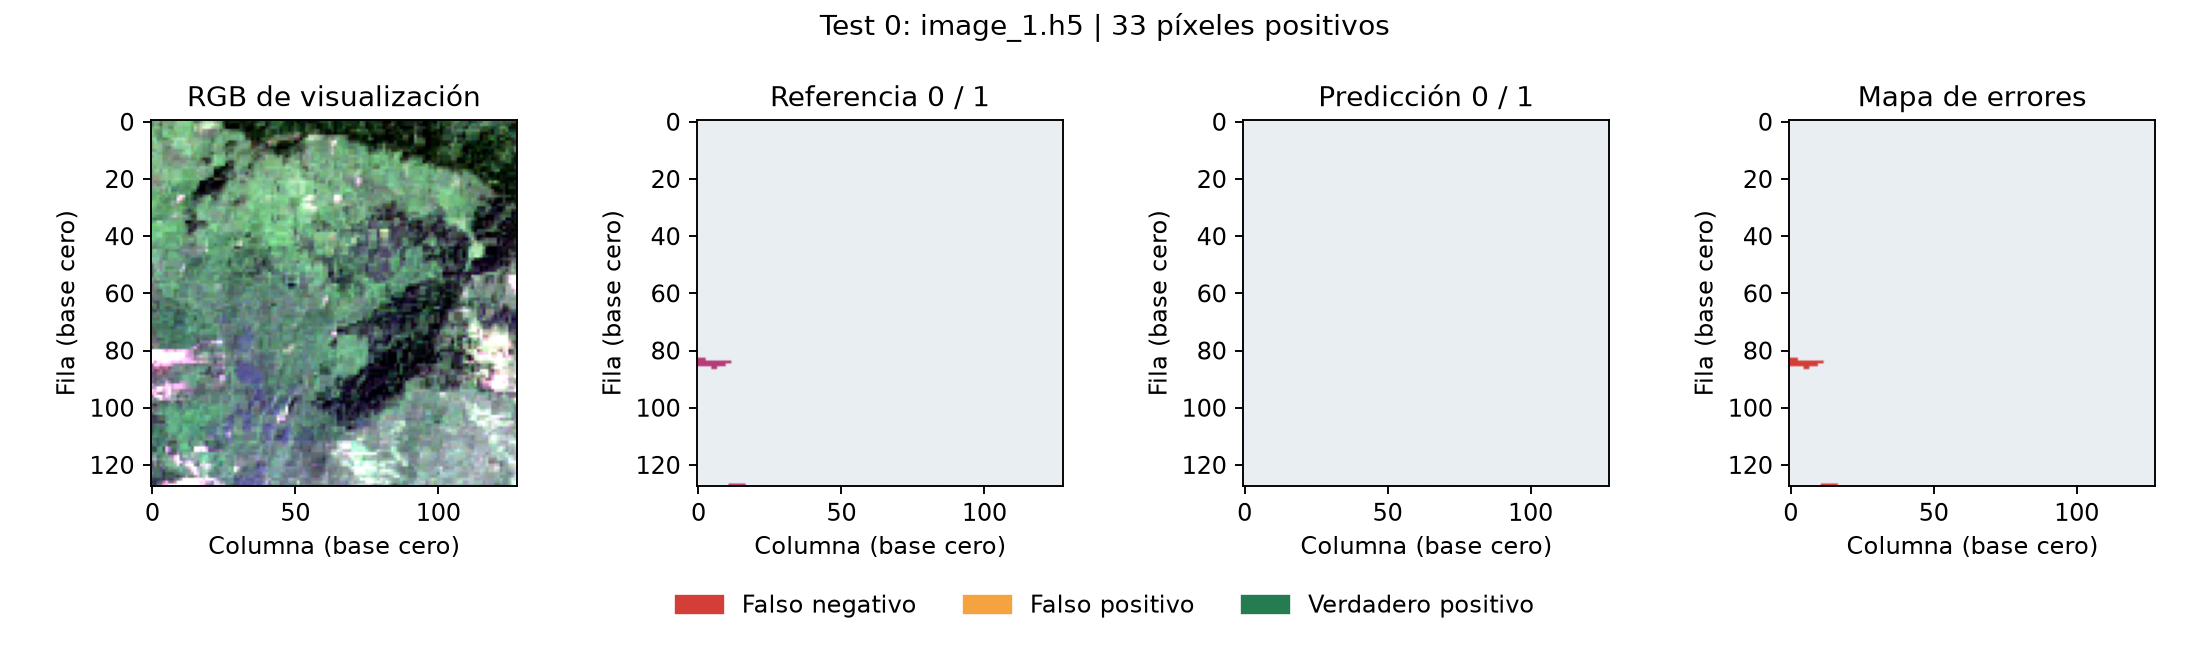 Test 0: image_1.h5 | 33 píxeles positivos
RGB de visualización
Referencia 0 / 1
Predicción 0 / 1
Mapa de errores
Fila (base cero)
0
20
40
60
80
100
120
0
50
100
Columna (base cero)
Fila (base cero)
0
20
40
60
80
100
120
0
50
100
Columna (base cero)
Fila (base cero)
0
20
40
60
80
100
120
0
50
100
Columna (base cero)
Fila (base cero)
0
20
40
60
80
100
120
0
50
100
Columna (base cero)
Falso negativo
Falso positivo
Verdadero positivo